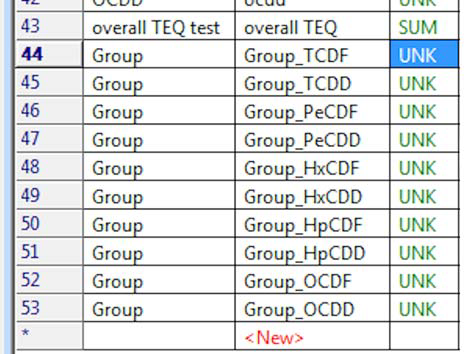 42 OCDD ocdd UNK
43 overall TEQ test overall TEQ SUM
44 Group Group_TCDF UNK
45 Group Group_TCDD UNK
46 Group Group_PeCDF UNK
47 Group Group_PeCDD UNK
48 Group Group_HxCDF UNK
49 Group Group_HxCDD UNK
50 Group Group_HpCDF UNK
51 Group Group_HpCDD UNK
52 Group Group_OCDF UNK
53 Group Group_OCDD UNK
* <New>